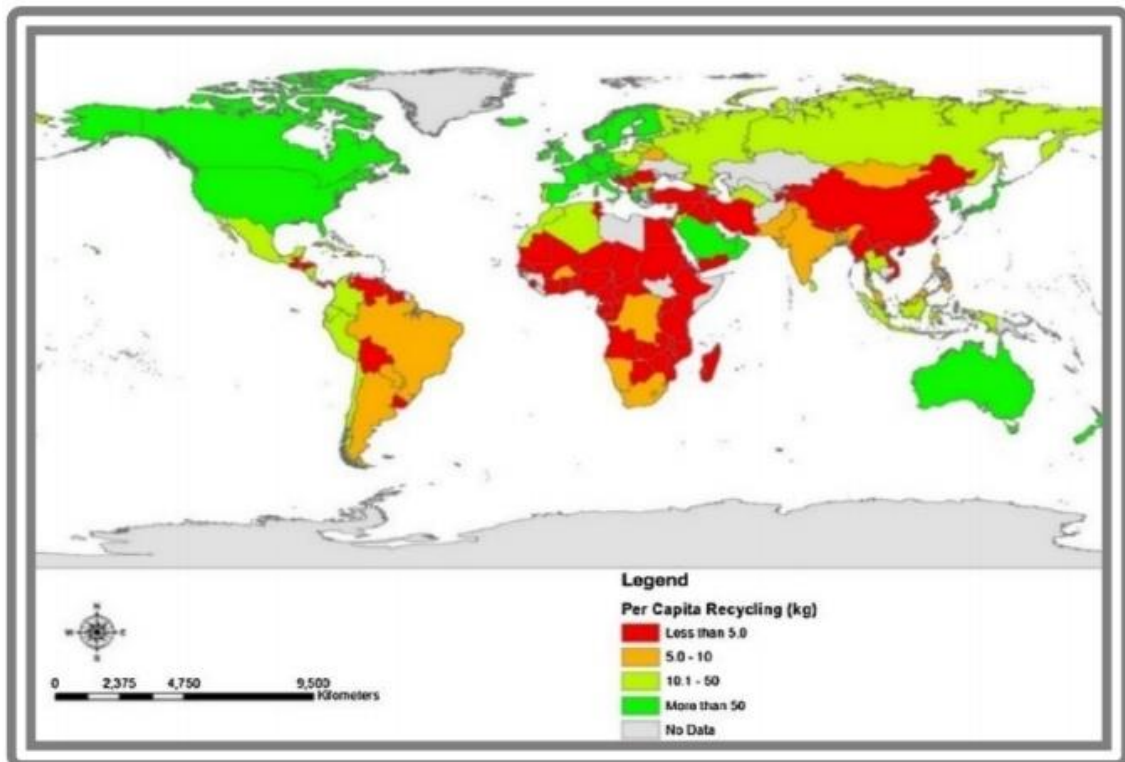 Legend
Per Capita Recycling (kg)
Less than 5.0
5.0 - 10
10.1 - 50
More than 50
No Data
N
W E
S
0 2,375 4,750 9,500
Kilometers